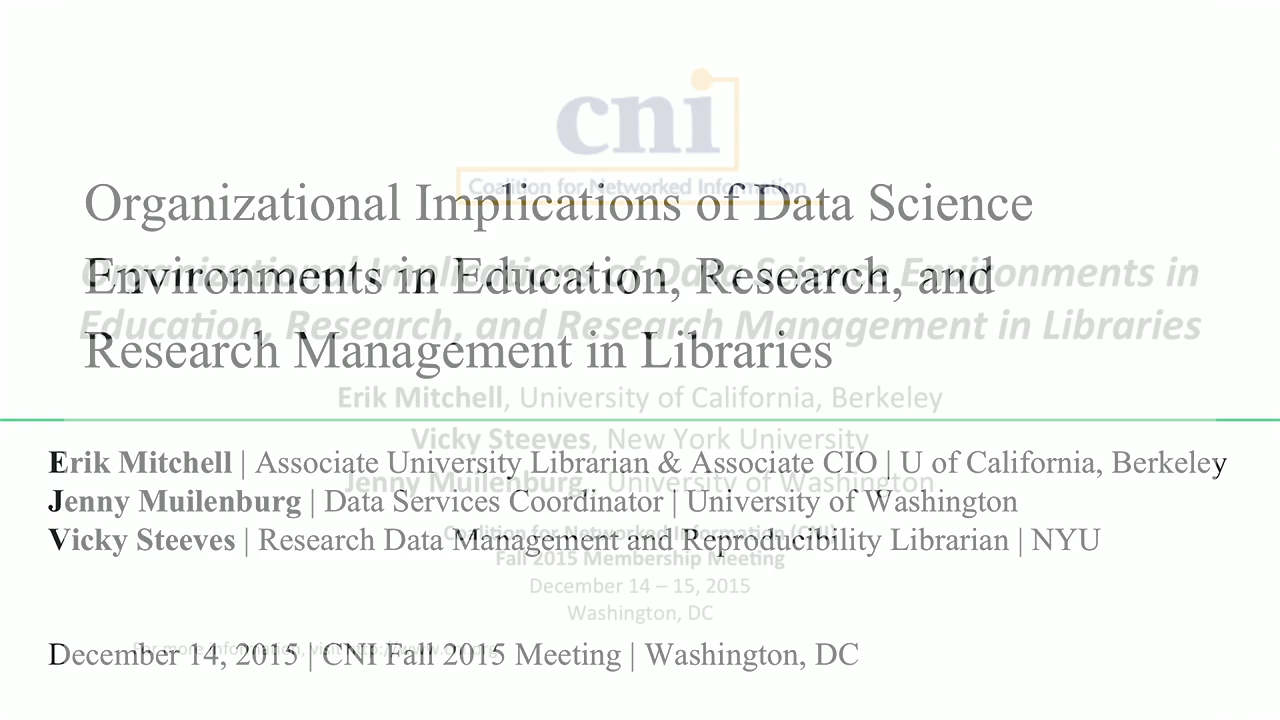 cni
Coalition for Networked Information
Organizational Implications of Data Science
Environments in Education, Research, and
Research Management in Libraries
Organizational Implications of Data Science Environments in
Education, Research, and Research Management in Libraries
Erik Mitchell, University of California, Berkeley
Vicky Steeves, New York University
Jenny Muilenburg, University of Washington
Erik Mitchell | Associate University Librarian & Associate CIO | U of California, Berkeley
Jenny Muilenburg | Data Services Coordinator | University of Washington
Vicky Steeves | Research Data Management and Reproducibility Librarian | NYU
Coalition for Networked Information (CNI)
Fall 2015 Membership Meeting
December 14 – 15, 2015
Washington, DC
December 14, 2015 | CNI Fall 2015 Meeting | Washington, DC
For more information, visit